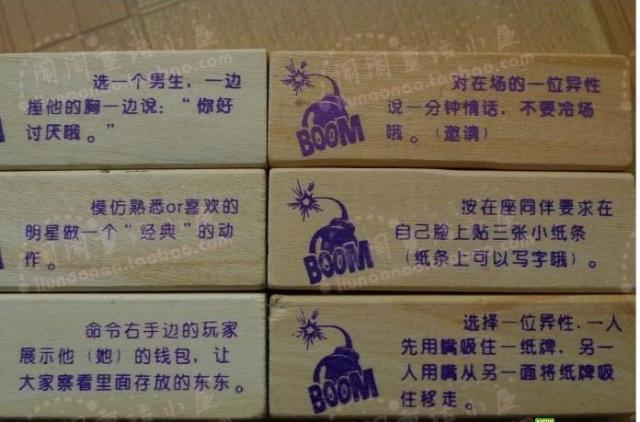 选一个男生，一边
撞他的胸一边说：“你好
讨厌哦。”
BOOM
对在场的一位异性
说一分钟情话，不要冷场
哦。（邀请）
模仿熟悉or喜欢的
明星做一个“经典”的动
作。
BOOM
按在座同伴要求在
自己脸上贴三张小纸条
（纸条上可以写字哦）。
命令右手边的玩家
展示他（她）的钱包，让
大家察看里面存放的东东。
BOOM
选择一位异性，一人
先用嘴吸住一纸牌，另一
人用嘴从另一面将纸牌吸
住移走。